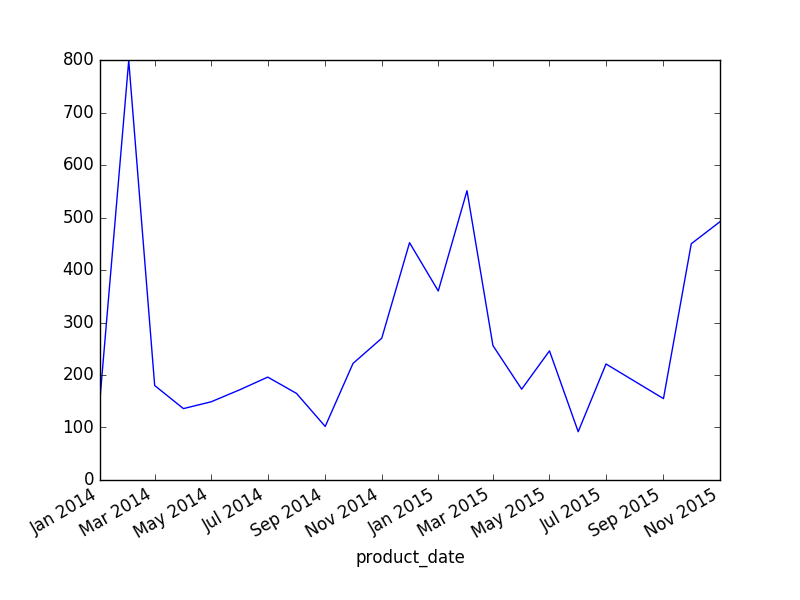 800
700
600
500
400
300
200
100
0
Jan 2014
Mar 2014
May 2014
Jul 2014
Sep 2014
Nov 2014
Jan 2015
Mar 2015
May 2015
Jul 2015
Sep 2015
Nov 2015
product_date